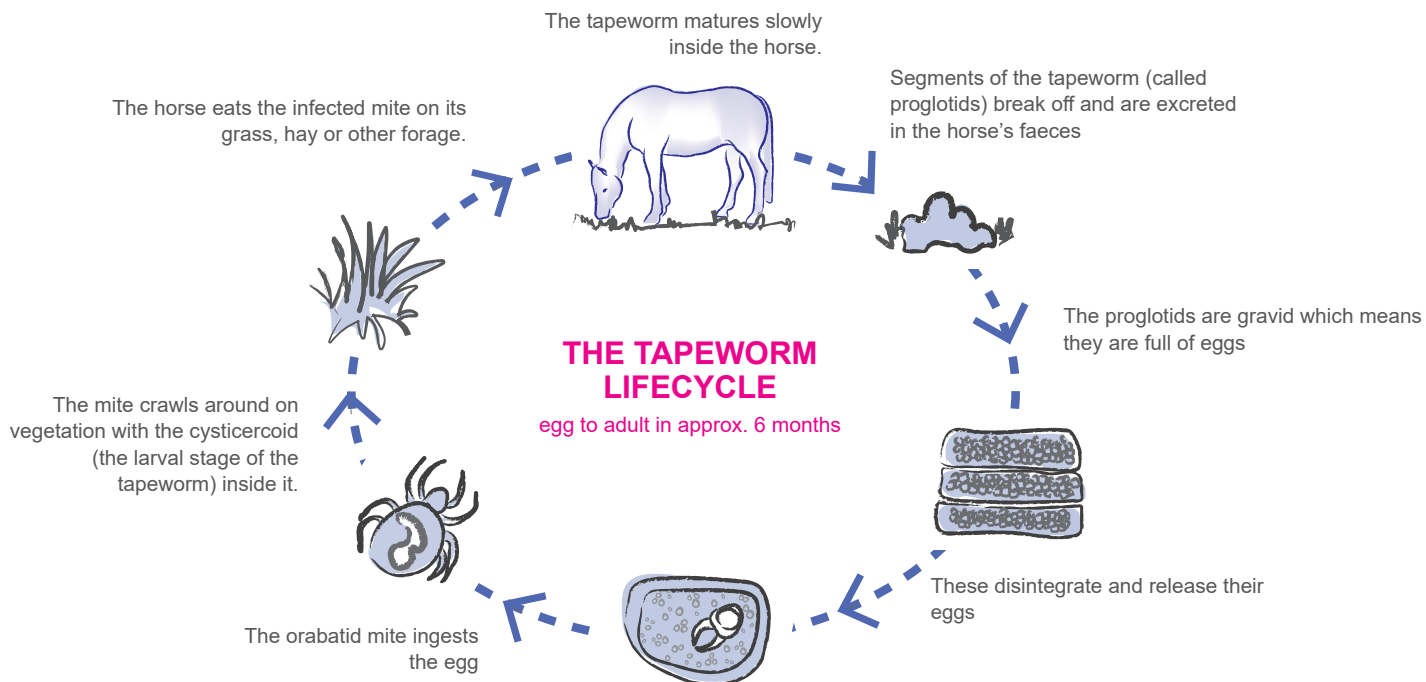 The tapeworm matures slowly
inside the horse.
Segments of the tapeworm (called
proglotids) break off and are excreted
in the horse's faeces
The proglotids are gravid which means
they are full of eggs
These disintegrate and release their
eggs
The orabatid mite ingests
the egg
The mite crawls around on
vegetation with the cysticercoid
(the larval stage of the
tapeworm) inside it.
The horse eats the infected mite on its
grass, hay or other forage.
THE TAPEWORM
LIFECYCLE
egg to adult in approx. 6 months